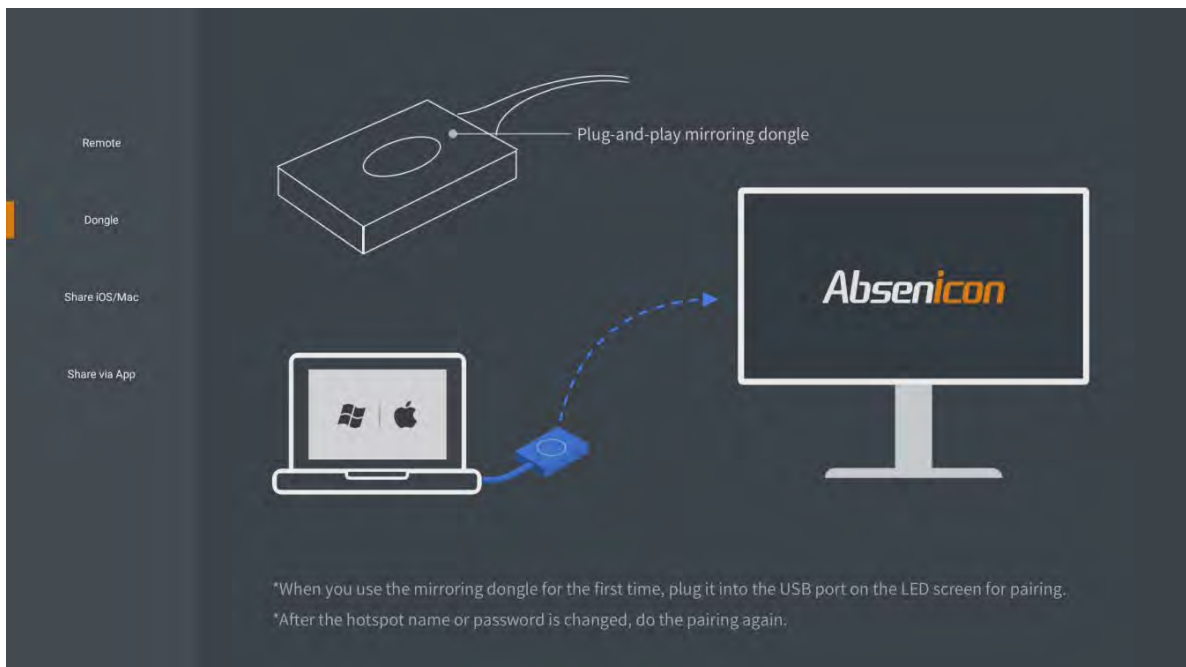 Remote
Dongle
Share iOS/Mac
Share via App
Plug-and-play mirroring dongle
Absenicon
*When you use the mirroring dongle for the first time, plug it into the USB port on the LED screen for pairing.
*After the hotspot name or password is changed, do the pairing again.